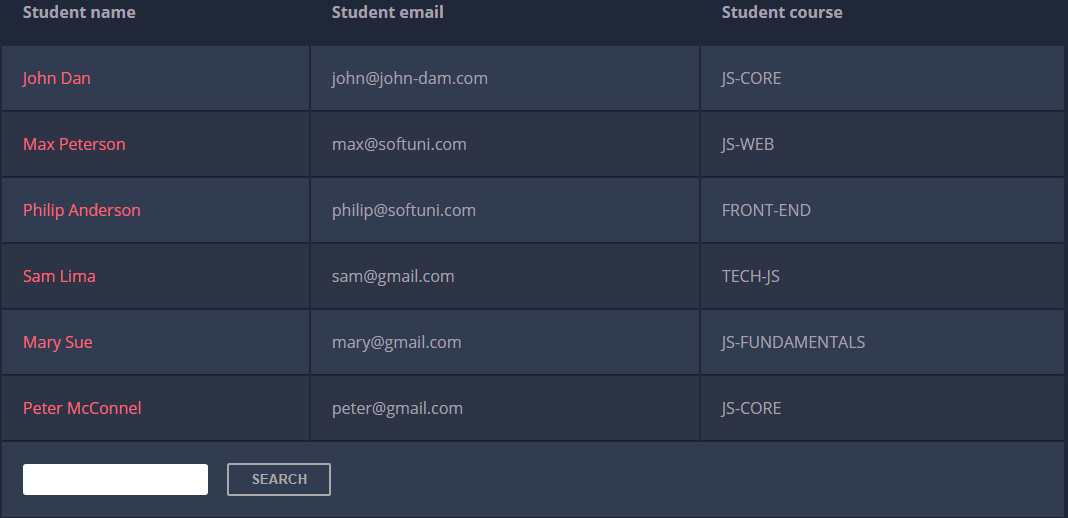 Student name Student email Student course
John Dan john@john-dam.com JS-CORE
Max Peterson max@softuni.com JS-WEB
Philip Anderson philip@softuni.com FRONT-END
Sam Lima sam@gmail.com TECH-JS
Mary Sue mary@gmail.com JS-FUNDAMENTALS
Peter McConnel peter@gmail.com JS-CORE
SEARCH